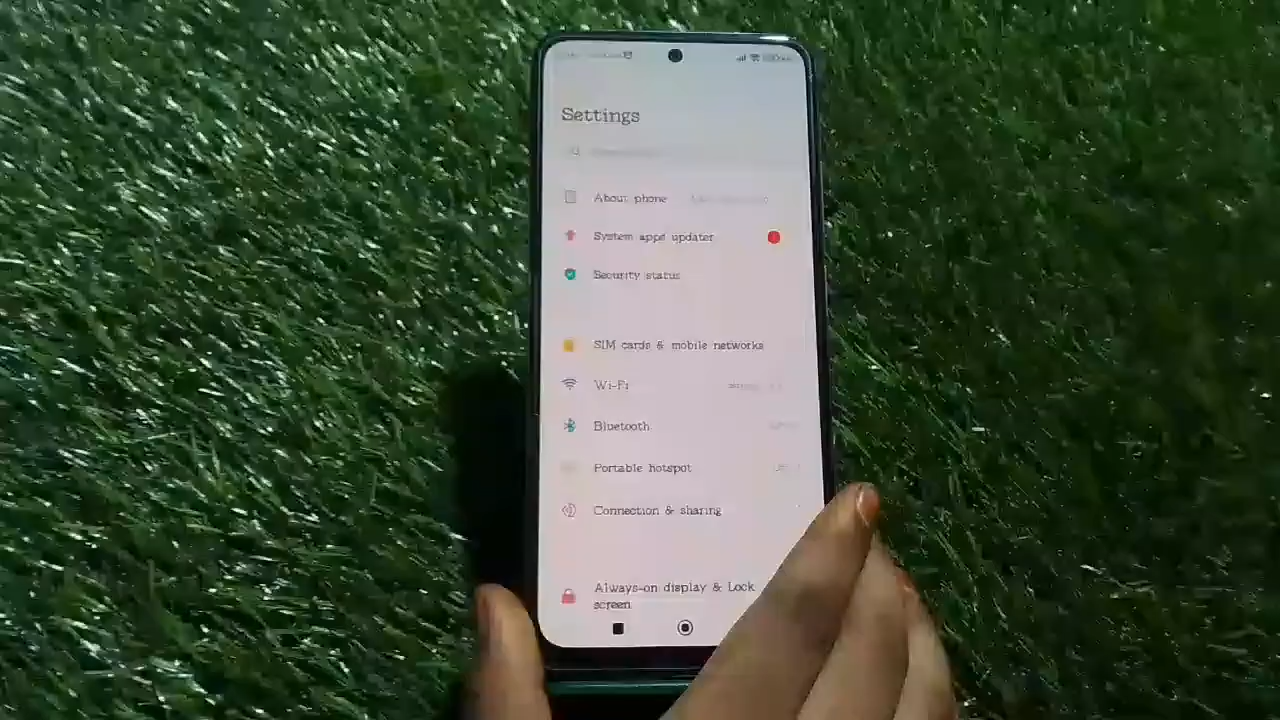 Settings
About phone
System apps updater
Security status
SIM cards & mobile networks
Wi-Fi
Bluetooth
Portable hotspot
Connection & sharing
Always-on display & Lock
screen